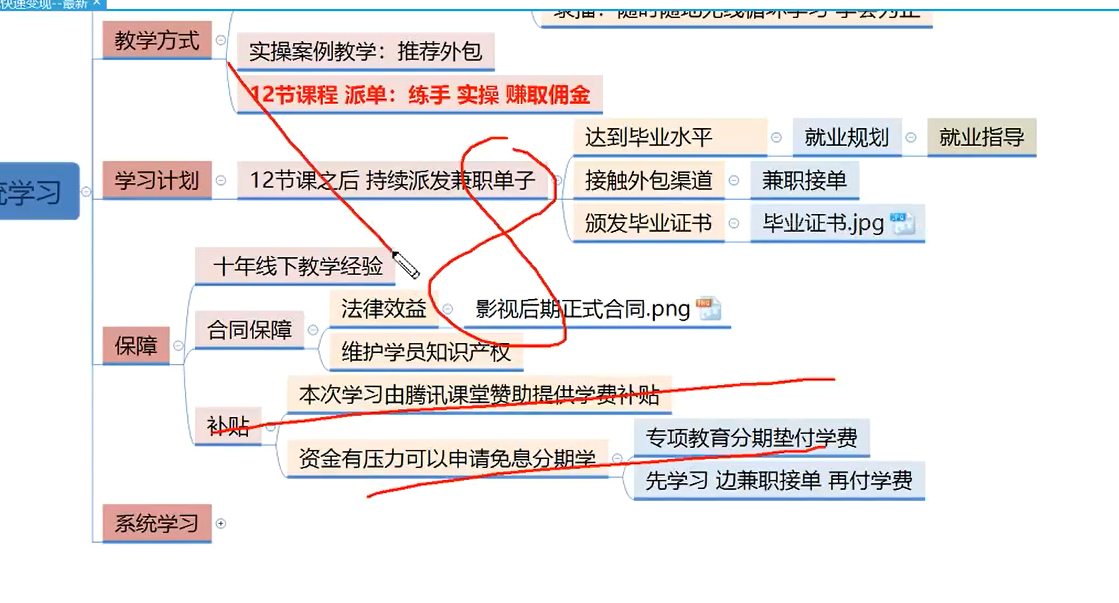 快速变现--最新
录播：随时随地无线循环学习 学会为止
教学方式
实操案例教学：推荐外包
12节课程 派单：练手 实操 赚取佣金
统学习
学习计划
12节课之后 持续派发兼职单子
达到毕业水平
就业规划
就业指导
接触外包渠道
兼职接单
颁发毕业证书
毕业证书.jpg
保障
十年线下教学经验
合同保障
法律效益
影视后期正式合同.png
维护学员知识产权
补贴
本次学习由腾讯课堂赞助提供学费补贴
资金有压力可以申请免息分期学
专项教育分期垫付学费
先学习 边兼职接单 再付学费
系统学习